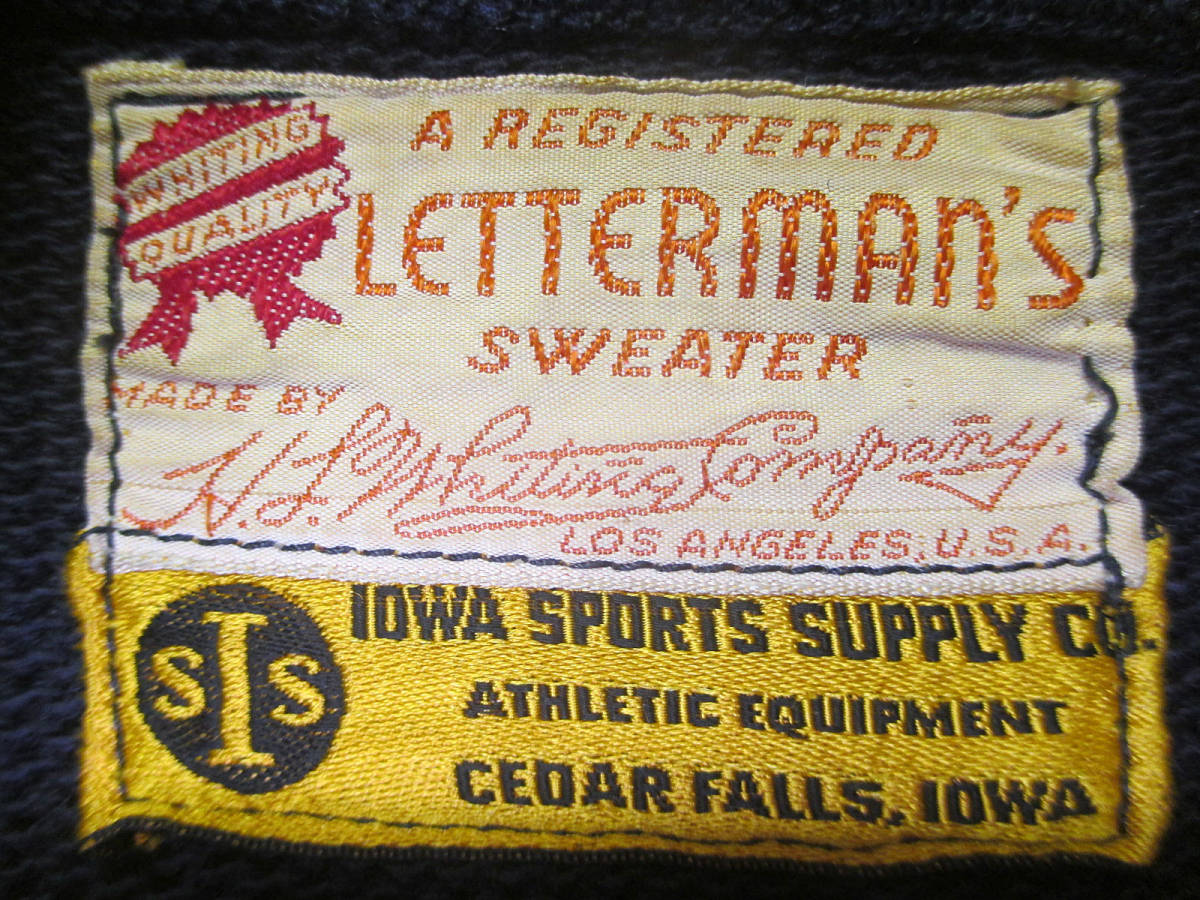 WHITING
QUALITY
A REGISTERED
LETTERMAN'S
SWEATER
MADE BY
H.L. Whiting Company.
LOS ANGELES, U.S.A.
SIS
IOWA SPORTS SUPPLY CO.
ATHLETIC EQUIPMENT
CEDAR FALLS, IOWA